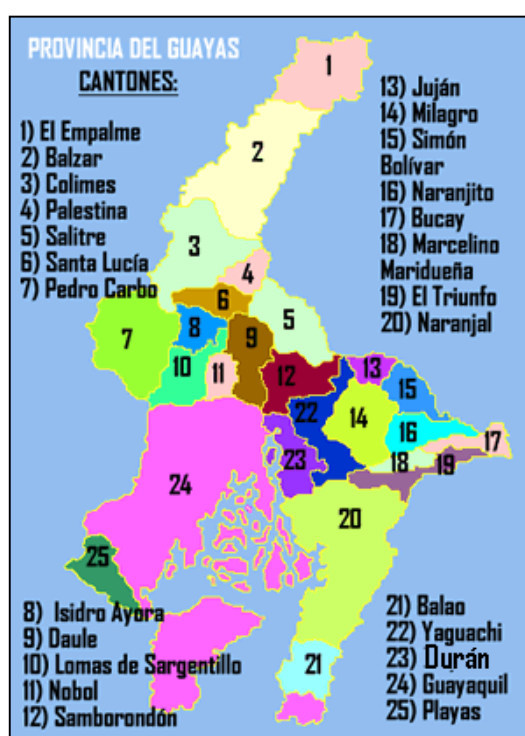 PROVINCIA DEL GUAYAS
CANTONES:
1) El Empalme
2) Balzar
3) Colimes
4) Palestina
5) Salitre
6) Santa Lucía
7) Pedro Carbo
13) Juján
14) Milagro
15) Simón
Bolívar
16) Naranjito
17) Bucay
18) Marcelino
Maridueña
19) El Triunfo
20) Naranjal
1
2
3
4
5
6
7
8
9
10
11
12
13
14
15
16
17
18
19
20
21
22
23
24
25
8) Isidro Ayora
9) Daule
10) Lomas de Sargentillo
11) Nobol
12) Samborondón
21) Balao
22) Yaguachi
23) Durán
24) Guayaquil
25) Playas